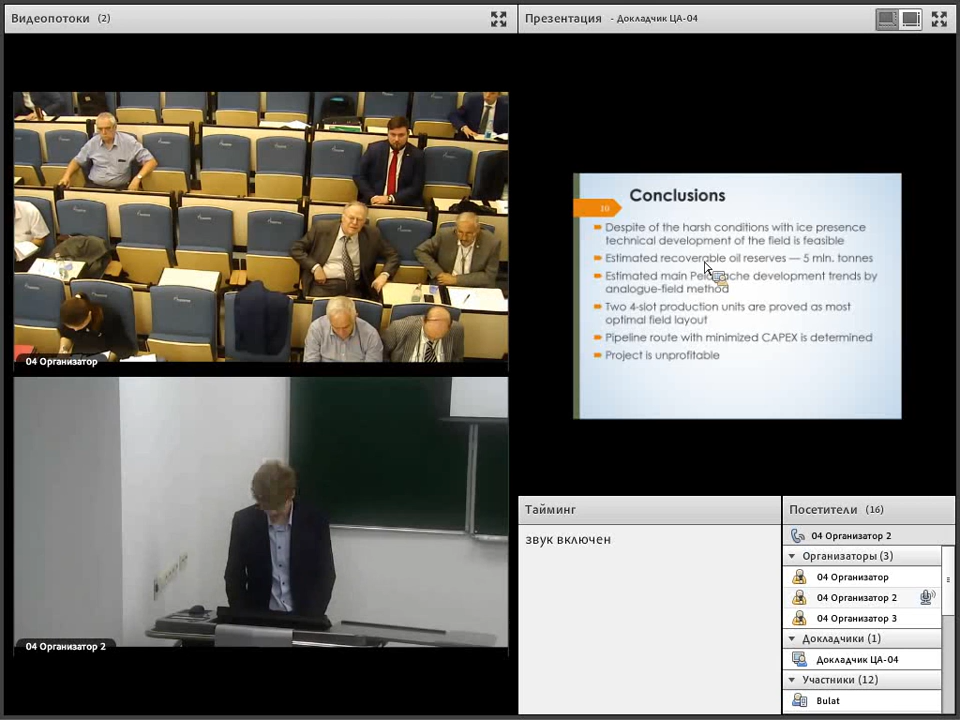 Видеопотоки (2)
Презентация - Докладчик ЦА-04
04 Организатор
04 Организатор 2
10
Conclusions
Despite of the harsh conditions with ice presence
technical development of the field is feasible
Estimated recoverable oil reserves — 5 mln. tonnes
Estimated main development trends by
analogue-field method
Two 4-slot production units are proved as most
optimal field layout
Pipeline route with minimized CAPEX is determined
Project is unprofitable
Тайминг
звук включен
Посетители (16)
04 Организатор 2
Организаторы (3)
04 Организатор
04 Организатор 2
04 Организатор 3
Докладчики (1)
Докладчик ЦА-04
Участники (12)
Bulat